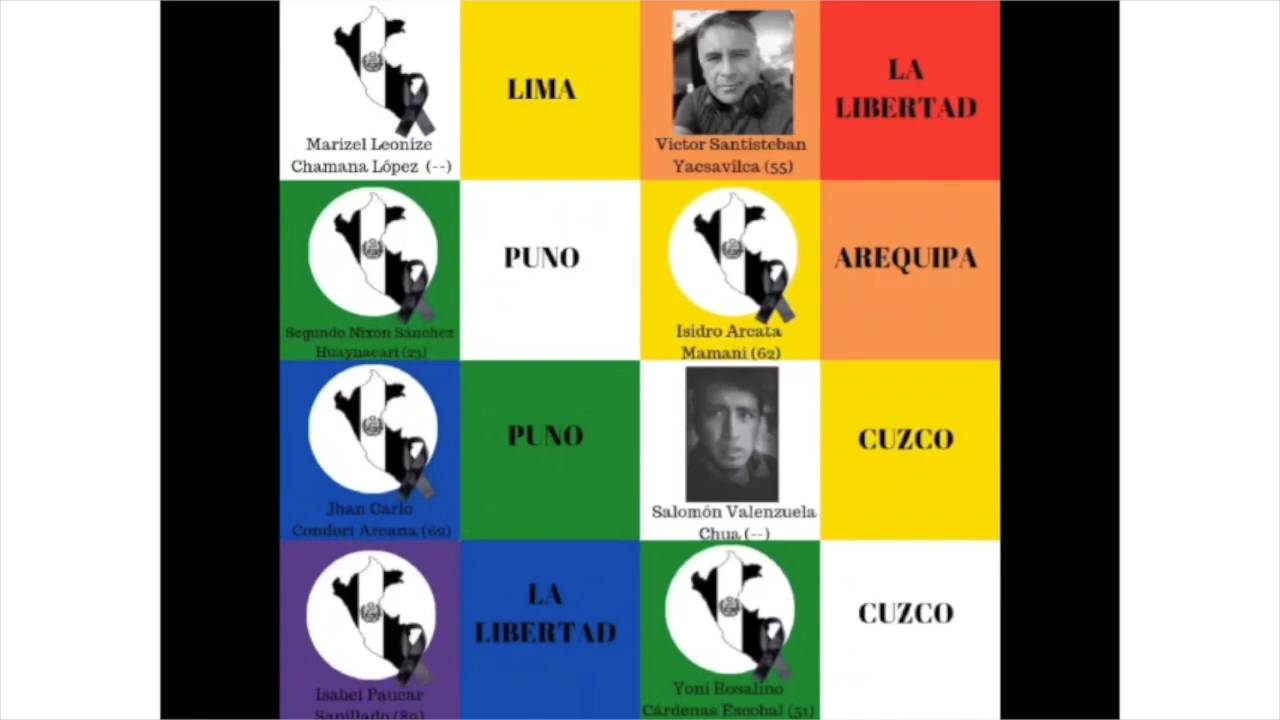 Marizel Leonize
Chamana López (--)
LIMA
Victor Santisteban
Yacsavilca (55)
LA
LIBERTAD
Segundo Nixon Sánchez
Huaynacari (23)
PUNO
Isidro Arcata
Mamani (62)
AREQUIPA
Jhan Carlo
Condori Arcana (62)
PUNO
Salomón Valenzuela
Chua (--)
CUZCO
Isabel Paucar
LA
LIBERTAD
Yoni Rosalino
Cárdenas Escobal (51)
CUZCO